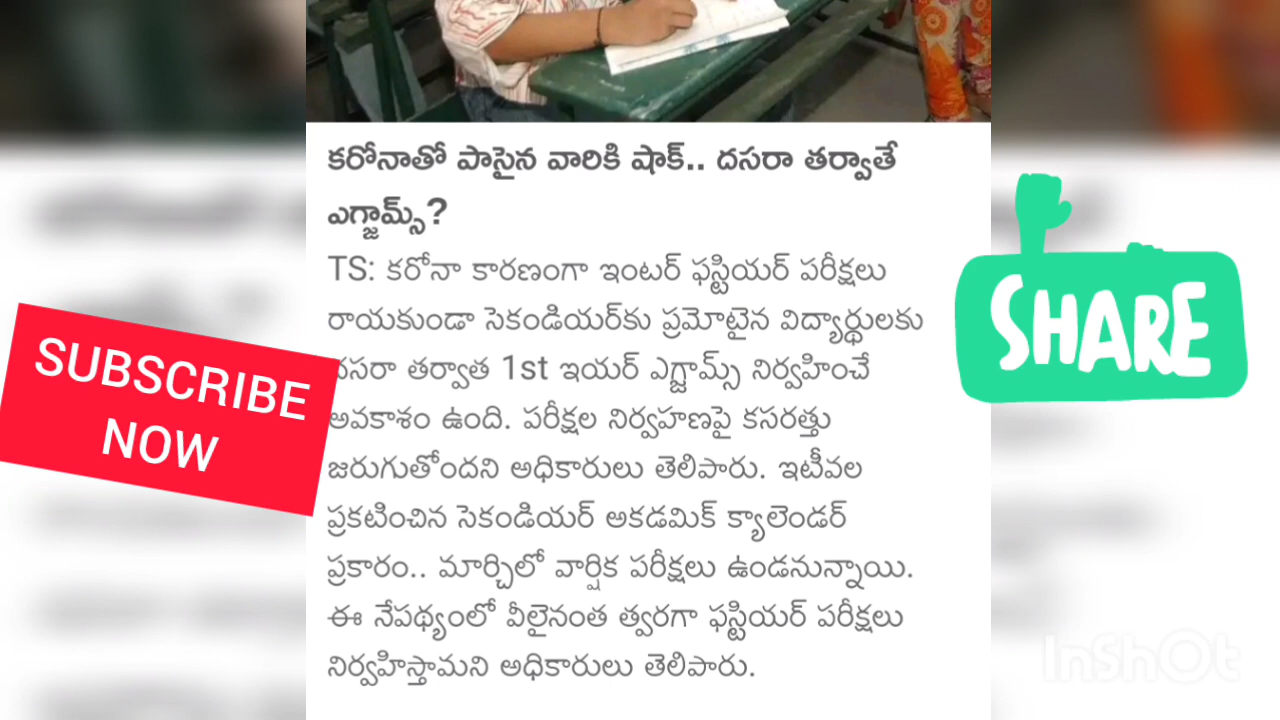 కరోనాతో పాసైన వారికి షాక్.. దసరా తర్వాతే
ఎగ్జామ్స్?
TS: కరోనా కారణంగా ఇంటర్ ఫస్టియర్ పరీక్షలు
రాయకుండా సెకండియర్‌కు ప్రమోటైన విద్యార్థులకు
దసరా తర్వాత 1st ఇయర్ ఎగ్జామ్స్ నిర్వహించే
అవకాశం ఉంది. పరీక్షల నిర్వహణపై కసరత్తు
జరుగుతోందని అధికారులు తెలిపారు. ఇటీవల
ప్రకటించిన సెకండియర్ అకడమిక్ క్యాలెండర్
ప్రకారం.. మార్చిలో వార్షిక పరీక్షలు ఉండనున్నాయి.
ఈ నేపథ్యంలో వీలైనంత త్వరగా ఫస్టియర్ పరీక్షలు
నిర్వహిస్తామని అధికారులు తెలిపారు.
SUBSCRIBE
NOW
SHARE
InShOt